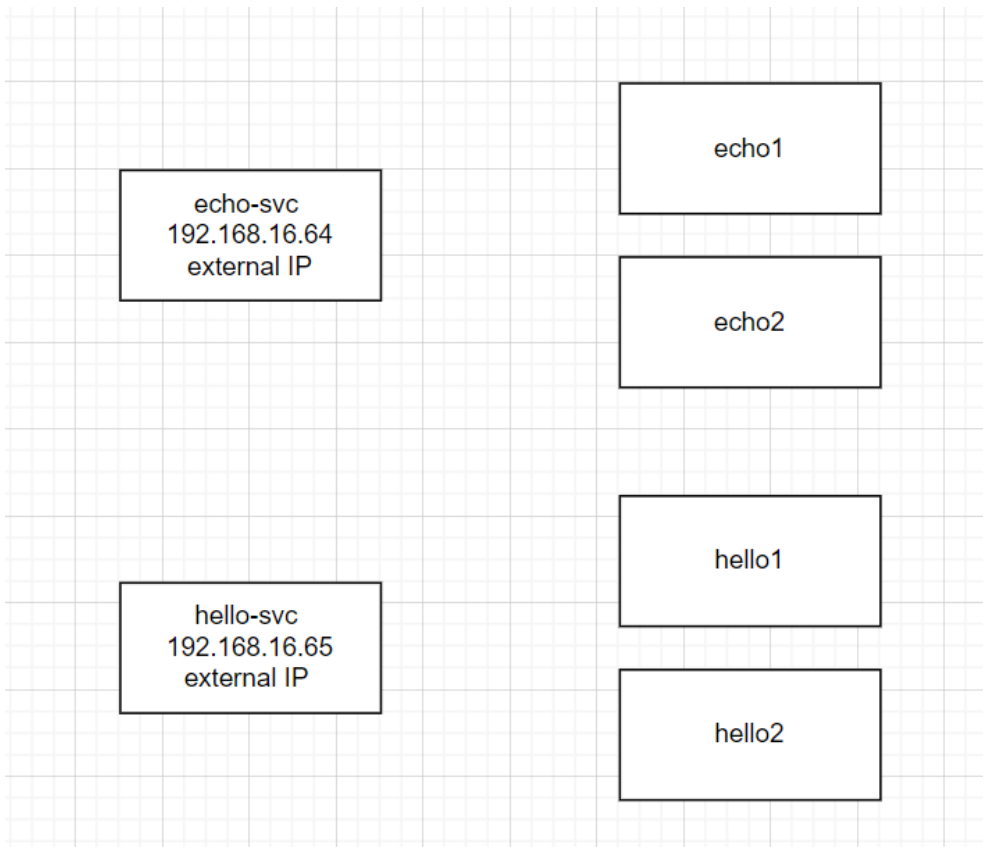 echo-svc
192.168.16.64
external IP
echo1
echo2
hello-svc
192.168.16.65
external IP
hello1
hello2